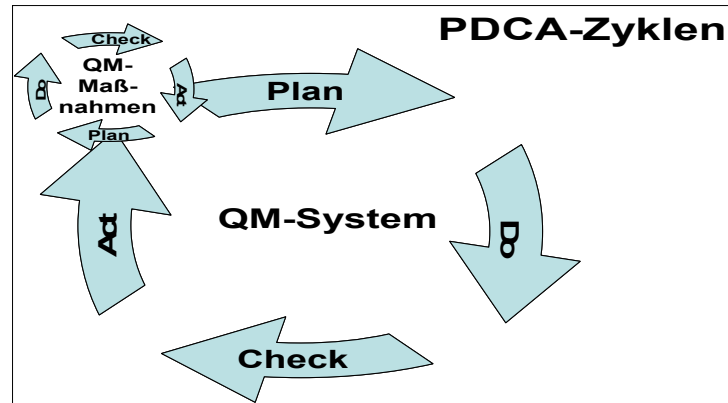 PDCA-Zyklen
Check
QM-
Maß-
nahmen
Do
Act
Plan
Plan
QM-System
Do
Act
Check